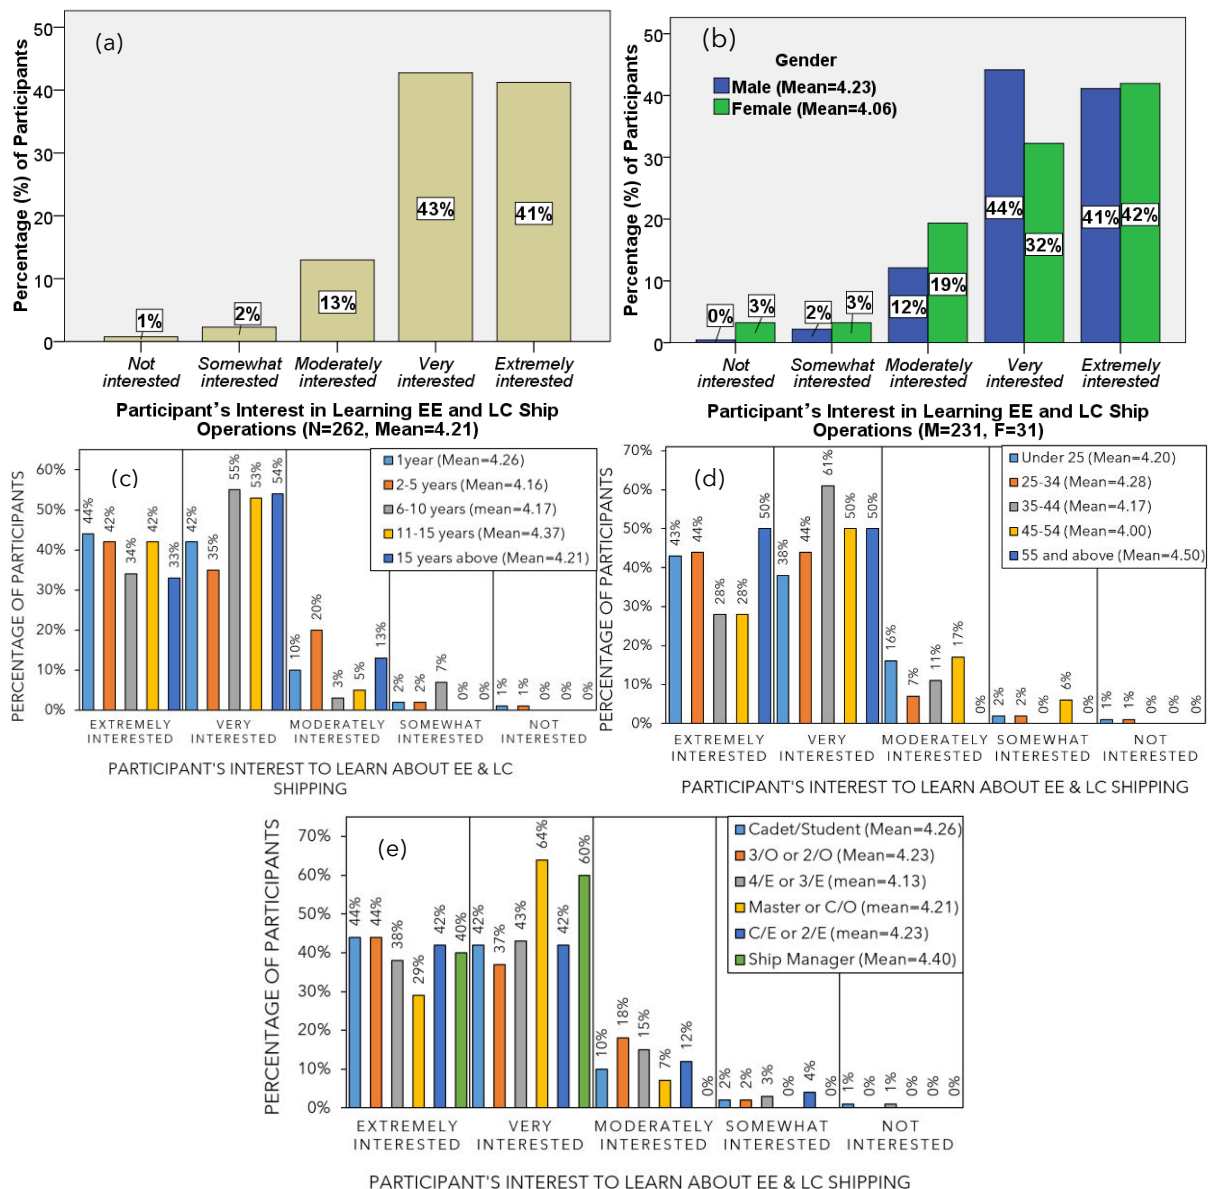 (a)
Percentage (%) of Participants
50
40
30
20
10
0
1%
2%
13%
43%
41%
Not interested
Somewhat interested
Moderately interested
Very interested
Extremely interested
Participant's Interest in Learning EE and LC Ship
Operations (N=262, Mean=4.21)
(b)
Percentage (%) of Participants
50
40
30
20
10
0
Gender
Male (Mean=4.23)
Female (Mean=4.06)
0%
3%
2%
3%
12%
19%
44%
32%
41%
42%
Not interested
Somewhat interested
Moderately interested
Very interested
Extremely interested
Participant's Interest in Learning EE and LC Ship
Operations (M=231, F=31)
(c)
PERCENTAGE OF PARTICIPANTS
60%
50%
40%
30%
20%
10%
0%
1year (Mean=4.26)
2-5 years (Mean=4.16)
6-10 years (mean=4.17)
11-15 years (Mean=4.37)
15 years above (Mean=4.21)
44%
42%
34%
42%
33%
42%
35%
55%
53%
54%
10%
20%
3%
5%
13%
2%
2%
7%
0%
0%
1%
1%
0%
0%
0%
EXTREMELY INTERESTED
VERY INTERESTED
MODERATELY INTERESTED
SOMEWHAT INTERESTED
NOT INTERESTED
PARTICIPANT'S INTEREST TO LEARN ABOUT EE & LC
SHIPPING
(d)
PERCENTAGE OF PARTICIPANTS
70%
60%
50%
40%
30%
20%
10%
0%
Under 25 (Mean=4.20)
25-34 (Mean=4.28)
35-44 (Mean=4.17)
45-54 (Mean=4.00)
55 and above (Mean=4.50)
43%
44%
28%
28%
50%
38%
44%
61%
50%
50%
16%
7%
11%
17%
0%
2%
2%
0%
6%
0%
1%
1%
0%
0%
0%
EXTREMELY INTERESTED
VERY INTERESTED
MODERATELY INTERESTED
SOMEWHAT INTERESTED
NOT INTERESTED
PARTICIPANT'S INTEREST TO LEARN ABOUT EE & LC SHIPPING
(e)
PERCENTAGE OF PARTICIPANTS
70%
60%
50%
40%
30%
20%
10%
0%
Cadet/Student (Mean=4.26)
3/O or 2/O (Mean=4.23)
4/E or 3/E (mean=4.13)
Master or C/O (mean=4.21)
C/E or 2/E (mean=4.23)
Ship Manager (Mean=4.40)
44%
44%
38%
29%
42%
40%
42%
37%
43%
64%
42%
60%
10%
18%
15%
7%
12%
0%
2%
2%
3%
0%
4%
0%
1%
0%
1%
0%
0%
0%
EXTREMELY INTERESTED
VERY INTERESTED
MODERATELY INTERESTED
SOMEWHAT INTERESTED
NOT INTERESTED
PARTICIPANT'S INTEREST TO LEARN ABOUT EE & LC SHIPPING